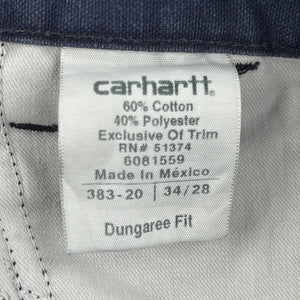 carhartt
60% Cotton
40% Polyester
Exclusive Of Trim
RN# 51374
6081559
Made In México
383-20 | 34/28
Dungaree Fit